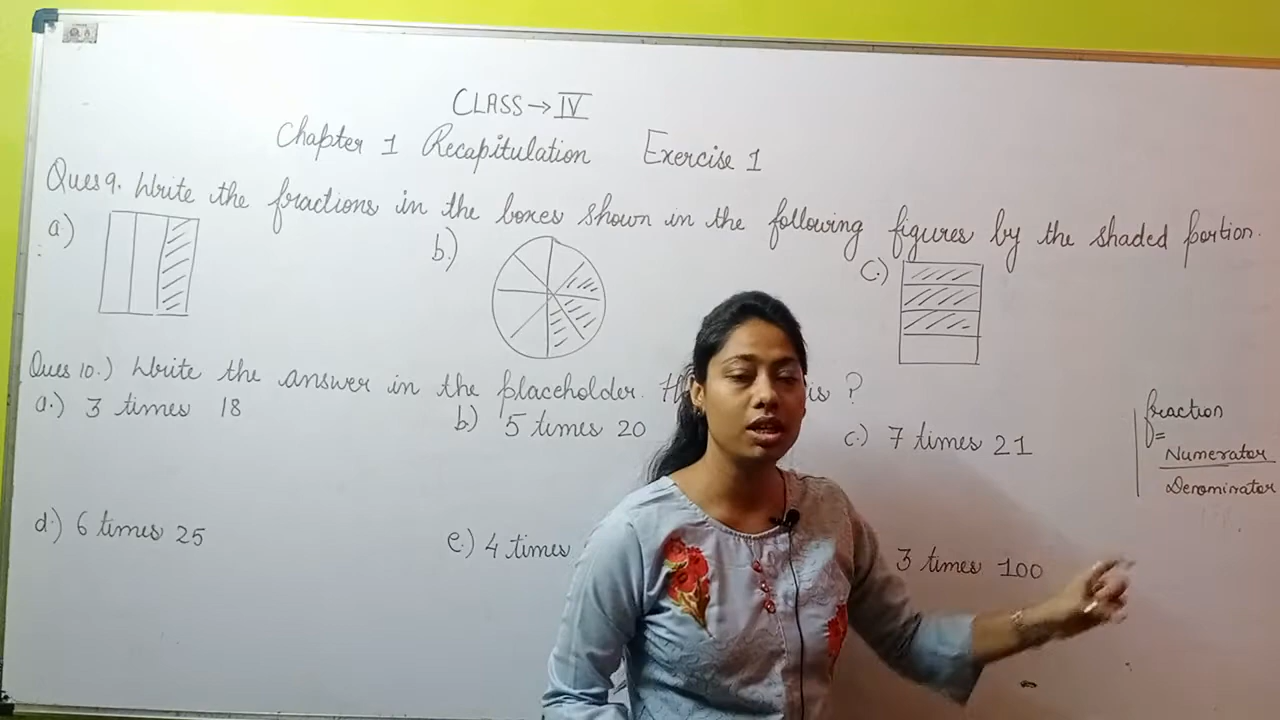 CLASS → IV
Chapter 1 Recapitulation Exercise 1
Ques 9. Write the fractions in the boxes shown in the following figures by the shaded portion.
a) b.) c.)
Ques 10.) Write the answer in the placeholder. is ?
a.) 3 times 18 b.) 5 times 20 c.) 7 times 21
d.) 6 times 25 e.) 4 times 3 times 100
fraction
= Numerator
Denominator